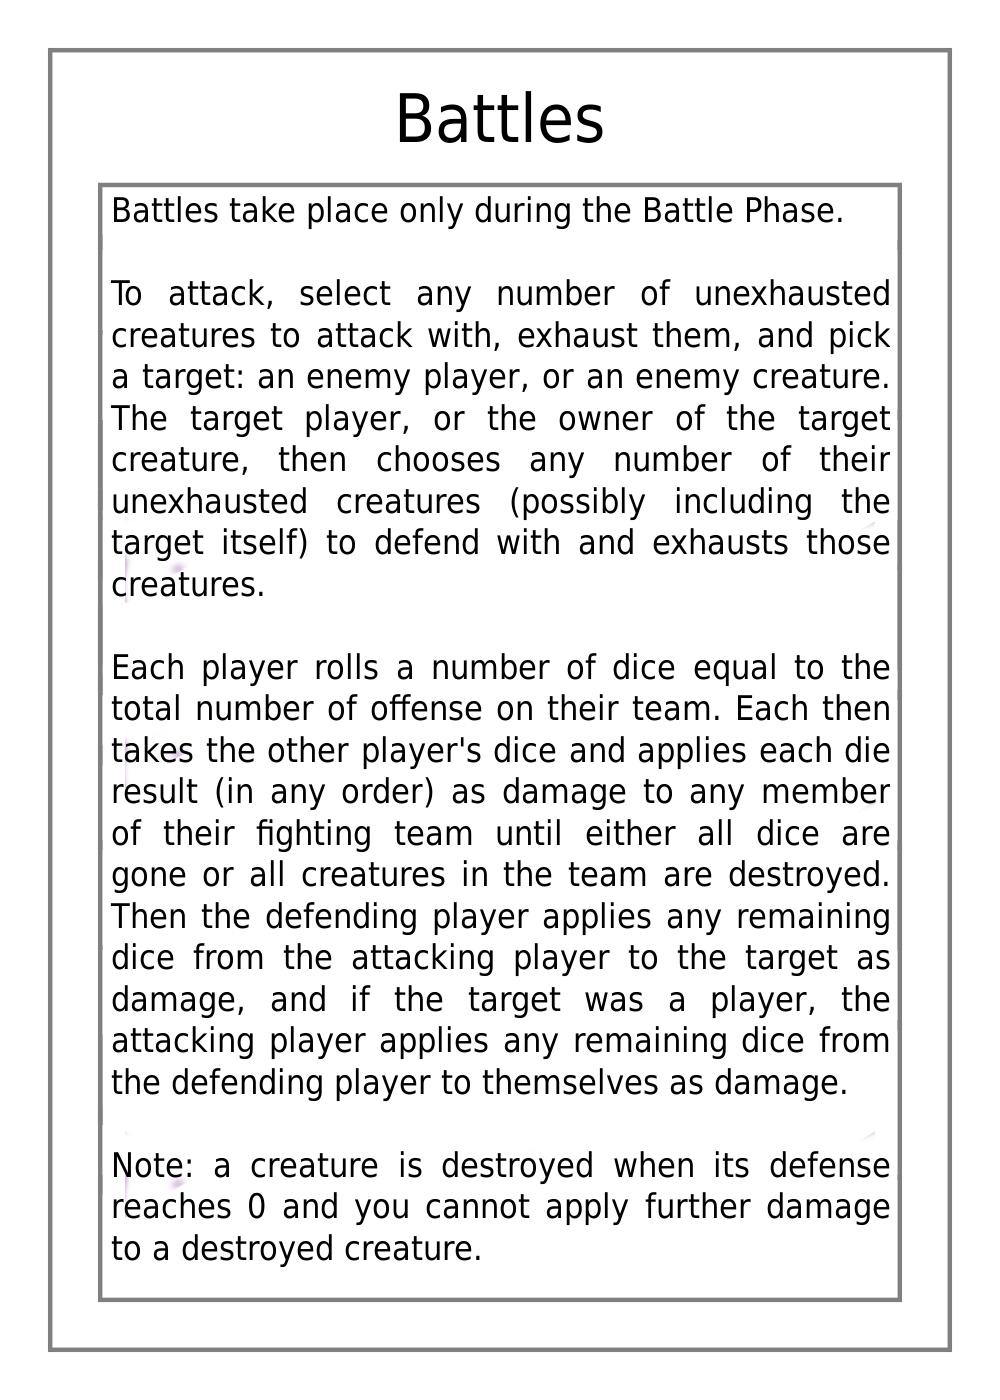 Battles
Battles take place only during the Battle Phase.
To attack, select any number of unexhausted
creatures to attack with, exhaust them, and pick
a target: an enemy player, or an enemy creature.
The target player, or the owner of the target
creature, then chooses any number of their
unexhausted creatures (possibly including the
target itself) to defend with and exhausts those
creatures.
Each player rolls a number of dice equal to the
total number of offense on their team. Each then
takes the other player's dice and applies each die
result (in any order) as damage to any member
of their fighting team until either all dice are
gone or all creatures in the team are destroyed.
Then the defending player applies any remaining
dice from the attacking player to the target as
damage, and if the target was a player, the
attacking player applies any remaining dice from
the defending player to themselves as damage.
Note: a creature is destroyed when its defense
reaches 0 and you cannot apply further damage
to a destroyed creature.